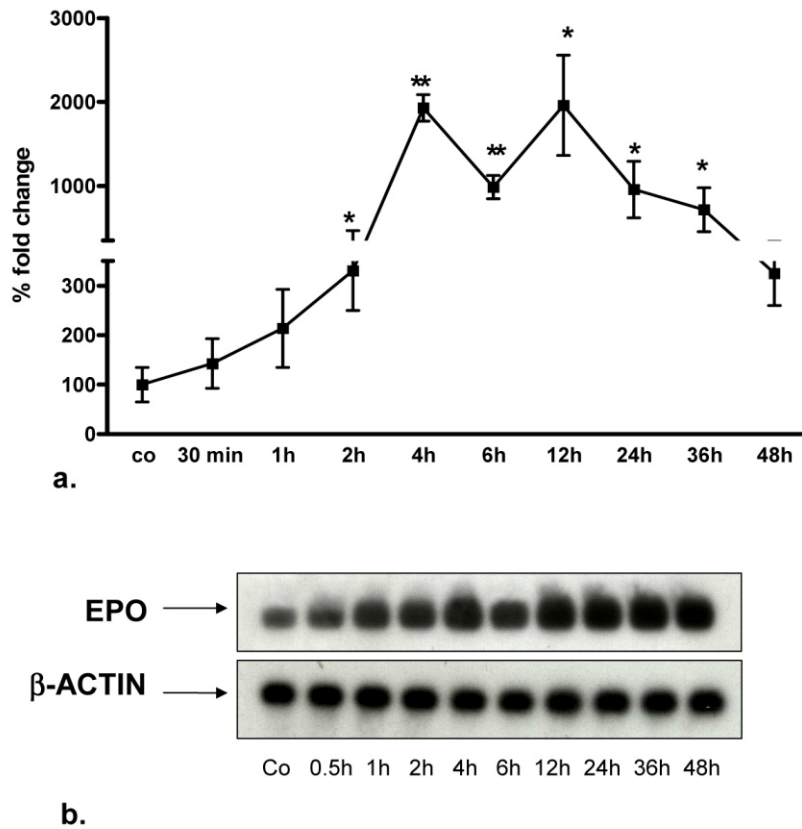 3000
2000
1000
300
200
100
0
% fold change
*
**
**
*
*
*
co 30 min 1h 2h 4h 6h 12h 24h 36h 48h
a.
EPO
β-ACTIN
Co 0.5h 1h 2h 4h 6h 12h 24h 36h 48h
b.